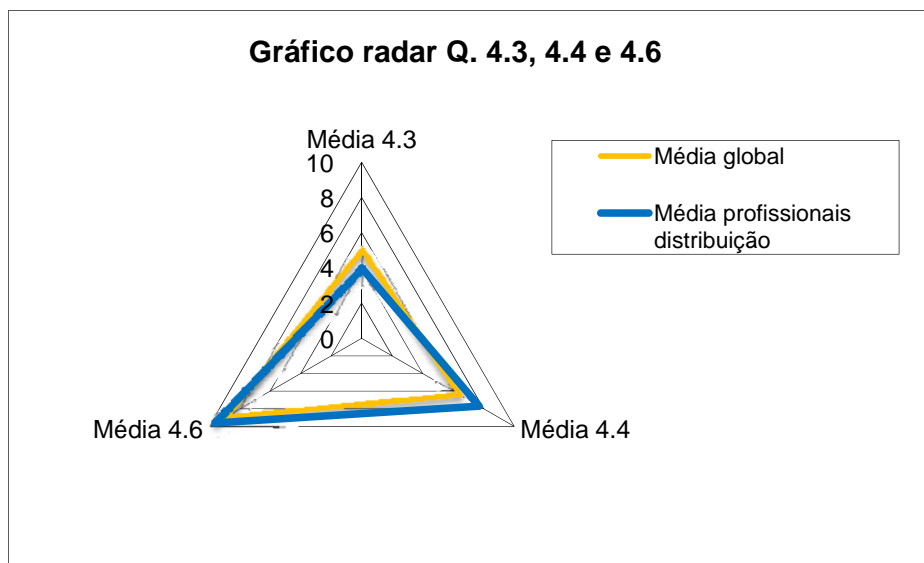 Gráfico radar Q. 4.3, 4.4 e 4.6
Média 4.3
10
8
6
4
2
0
Média 4.6
Média 4.4
Média global
Média profissionais
distribuição